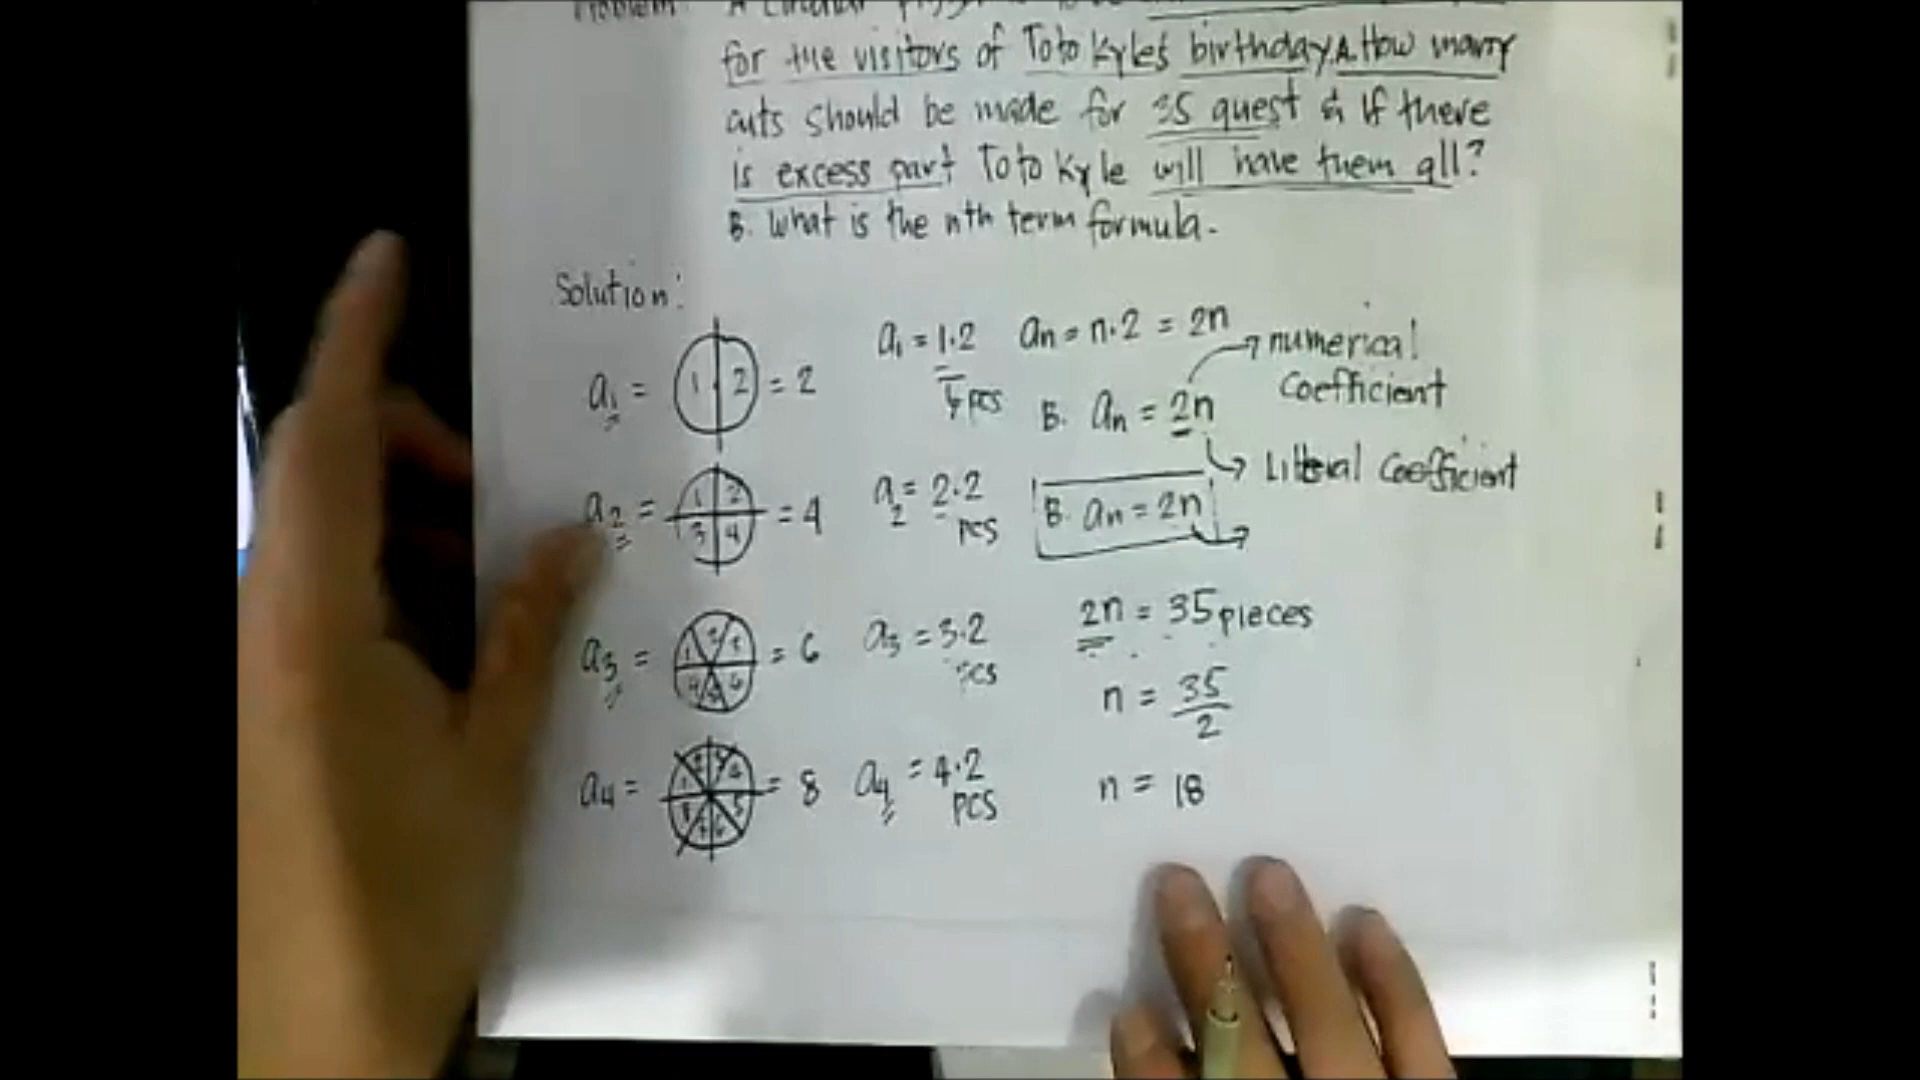 Problem: A circular
for the visitors of Toto Kyle's birthday. A. How many
cuts should be made for 35 quest & if there
is excess part Toto Kyle will have them all?
B. What is the nth term formula.
Solution:
a1 = 1 2 = 2
a1 = 1.2
pcs
an = n.2 = 2n
numerical
coefficient
B. an = 2n
Litteral Coefficient
a2 = 1 2 3 4 = 4
a2 = 2.2
pcs
B. an = 2n
a3 = = 6
a3 = 3.2
pcs
2n = 35 pieces
n = 35/2
a4 = = 8
a4 = 4.2
pcs
n = 18